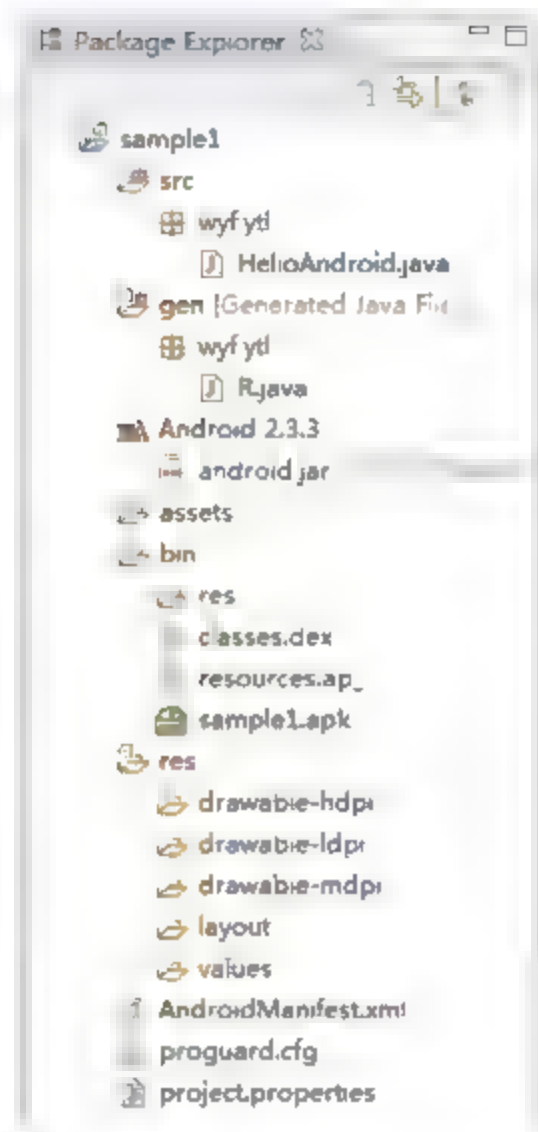 Package Explorer
sample1
src
wyf.ytl
HelloAndroid.java
gen [Generated Java Fil
wyf.ytl
R.java
Android 2.3.3
android.jar
assets
bin
res
classes.dex
resources.ap_
sample1.apk
res
drawable-hdpi
drawable-ldpi
drawable-mdpi
layout
values
AndroidManifest.xml
proguard.cfg
project.properties